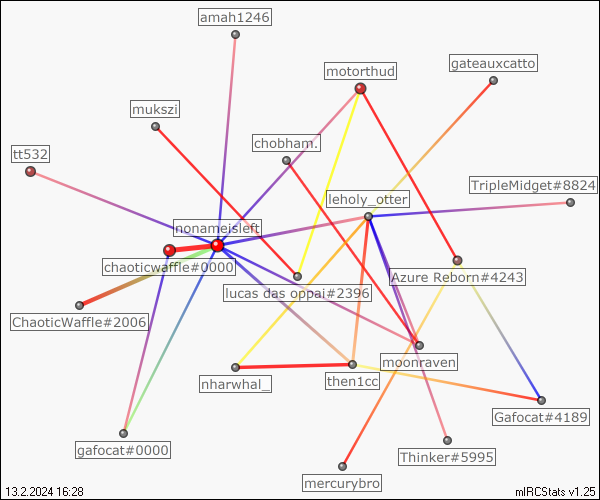 amah1246
gateauxcatto
motorthud
mukszi
chobham.
tt532
TripleMidget#8824
leholy_otter
nonameisleft
chaoticwaffle#0000
Azure Reborn#4243
lucas das oppai#2396
ChaoticWaffle#2006
moonraven
nharwhal_
then1cc
Gafocat#4189
gafocat#0000
Thinker#5995
mercurybro
13.2.2024 16:28
mIRCStats v1.25